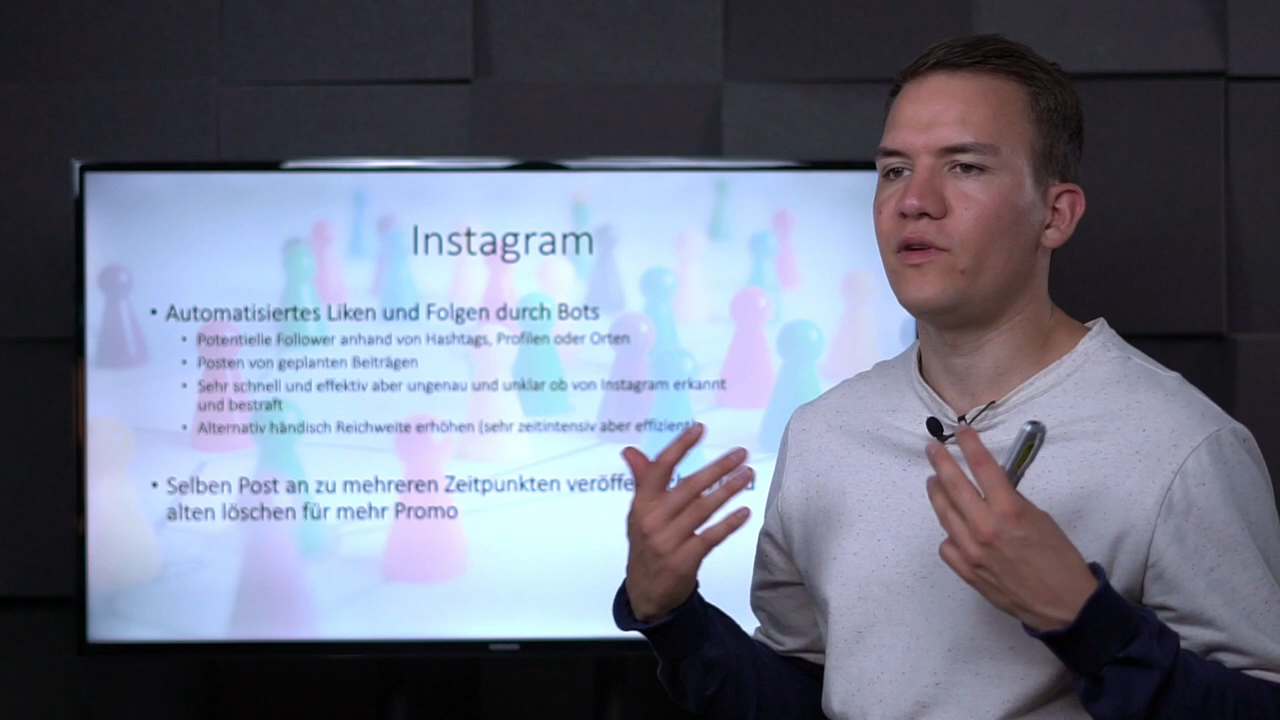 Instagram
• Automatisiertes Liken und Folgen durch Bots
• Potentielle Follower anhand von Hashtags, Profilen oder Orten
• Posten von geplanten Beiträgen
• Sehr schnell und effektiv aber ungenau und unklar ob von Instagram erkannt
und bestraft
• Alternativ händisch Reichweite erhöhen (sehr zeitintensiv aber effizient)
• Selben Post an zu mehreren Zeitpunkten
alten löschen für mehr Promo